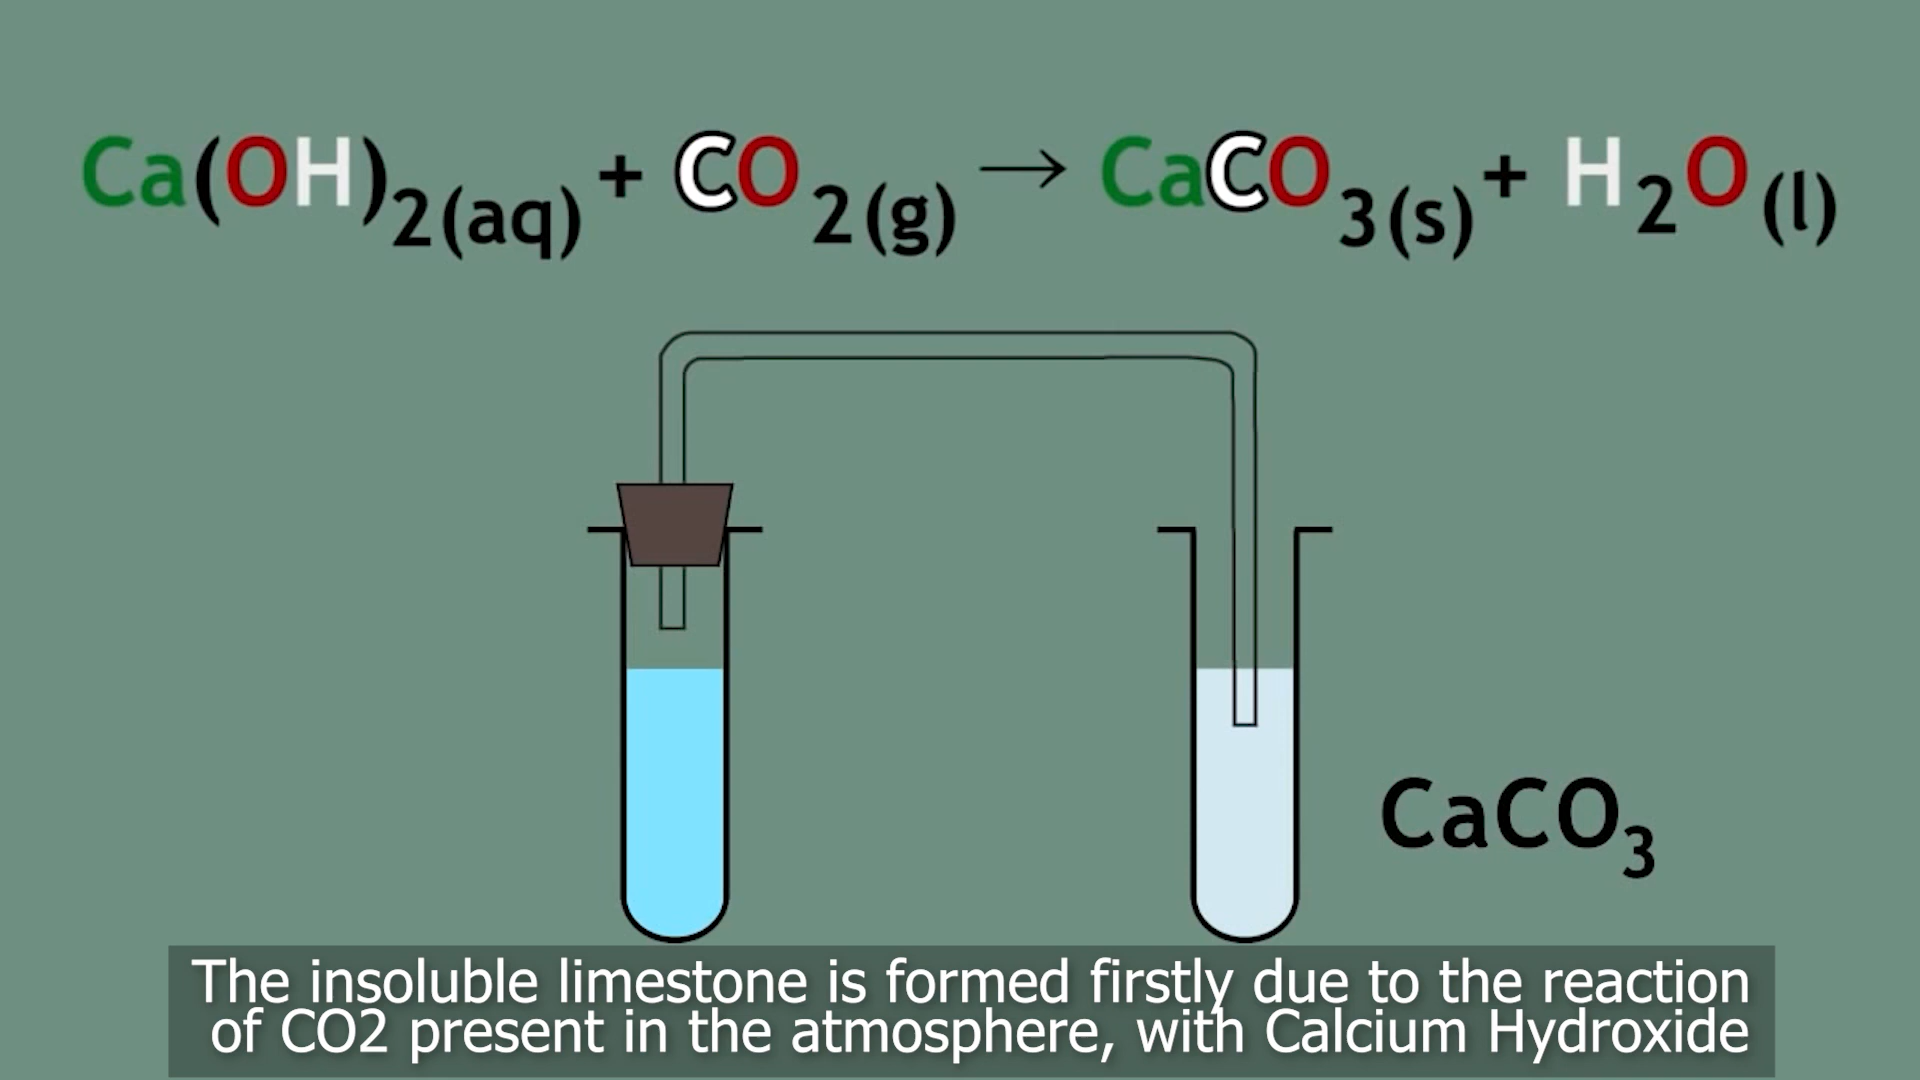 Ca(OH)2(aq) + CO2(g) → CaCO3(s) + H2O(l)
CaCO3
The insoluble limestone is formed firstly due to the reaction
of CO2 present in the atmosphere, with Calcium Hydroxide